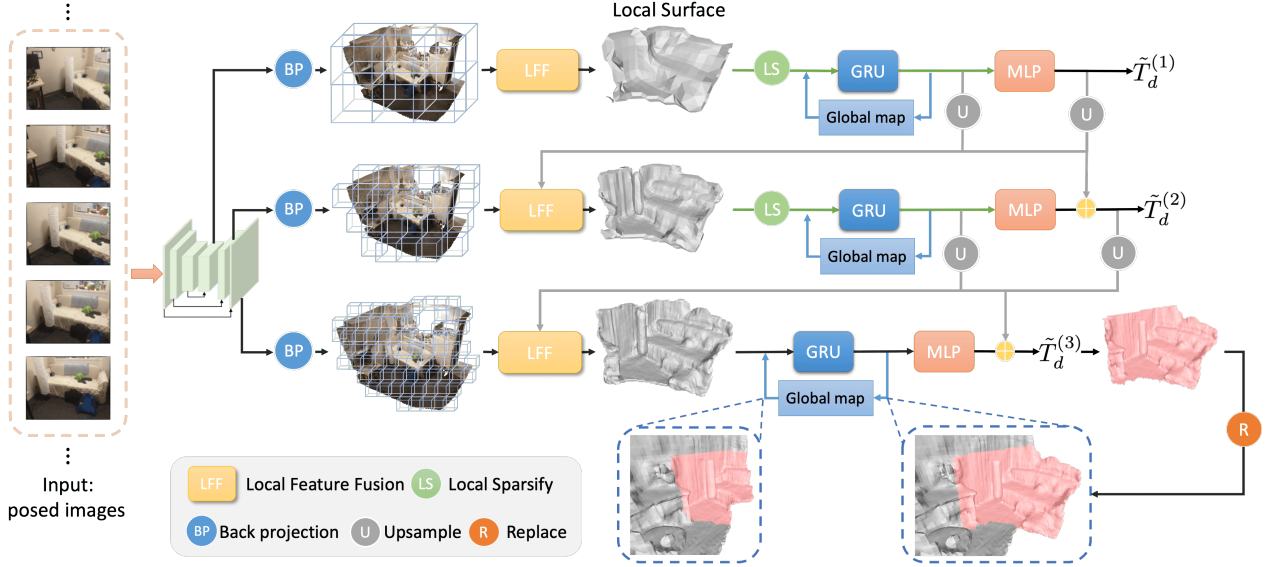 Local Surface
BP
LFF
LS
GRU
MLP
T̃_d^(1)
Global map
U
U
BP
LFF
LS
GRU
MLP
T̃_d^(2)
Global map
U
U
BP
LFF
GRU
MLP
T̃_d^(3)
Global map
R
Input:
posed images
LFF Local Feature Fusion LS Local Sparsify
BP Back projection U Upsample R Replace